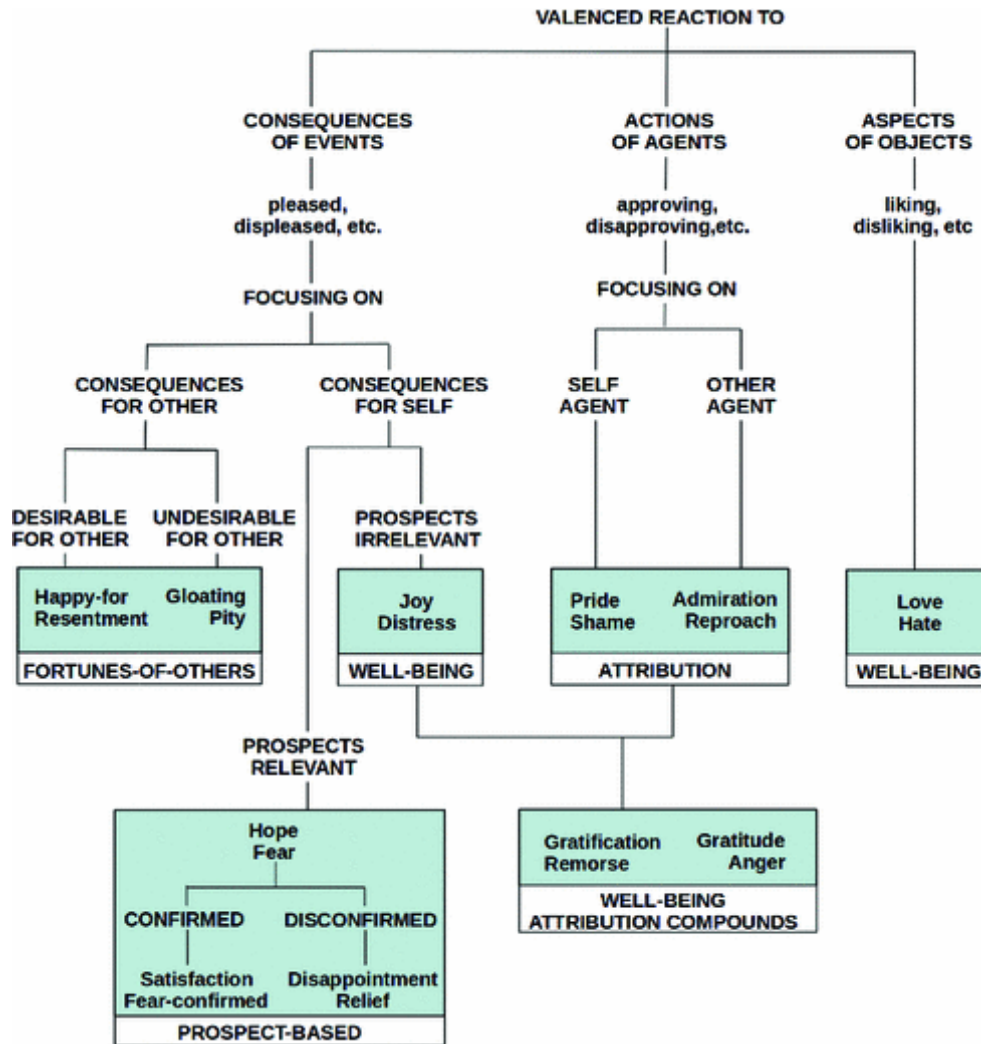 VALENCED REACTION TO
CONSEQUENCES
OF EVENTS
ACTIONS
OF AGENTS
ASPECTS
OF OBJECTS
pleased,
displeased, etc.
approving,
disapproving,etc.
liking,
disliking, etc
FOCUSING ON
FOCUSING ON
CONSEQUENCES
FOR OTHER
CONSEQUENCES
FOR SELF
SELF
AGENT
OTHER
AGENT
DESIRABLE
FOR OTHER
UNDESIRABLE
FOR OTHER
PROSPECTS
IRRELEVANT
Happy-for
Resentment
Gloating
Pity
FORTUNES-OF-OTHERS
Joy
Distress
WELL-BEING
Pride
Shame
Admiration
Reproach
ATTRIBUTION
Love
Hate
WELL-BEING
PROSPECTS
RELEVANT
Hope
Fear
CONFIRMED
DISCONFIRMED
Satisfaction
Fear-confirmed
Disappointment
Relief
PROSPECT-BASED
Gratification
Remorse
Gratitude
Anger
WELL-BEING
ATTRIBUTION COMPOUNDS